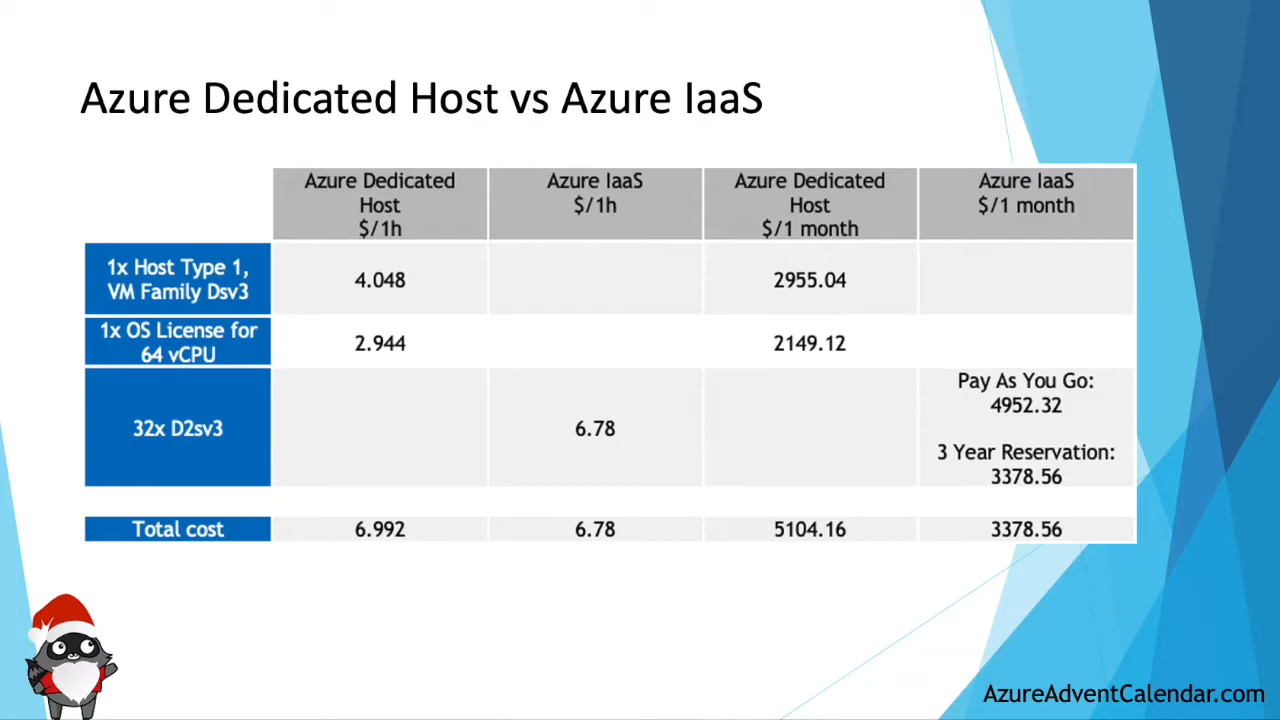 Azure Dedicated Host vs Azure IaaS
Azure Dedicated
Host
$/1h
Azure IaaS
$/1h
Azure Dedicated
Host
$/1 month
Azure IaaS
$/1 month
1x Host Type 1,
VM Family Dsv3
4.048
2955.04
1x OS License for
64 vCPU
2.944
2149.12
32x D2sv3
6.78
Pay As You Go:
4952.32
3 Year Reservation:
3378.56
Total cost
6.992
6.78
5104.16
3378.56
AzureAdventCalendar.com